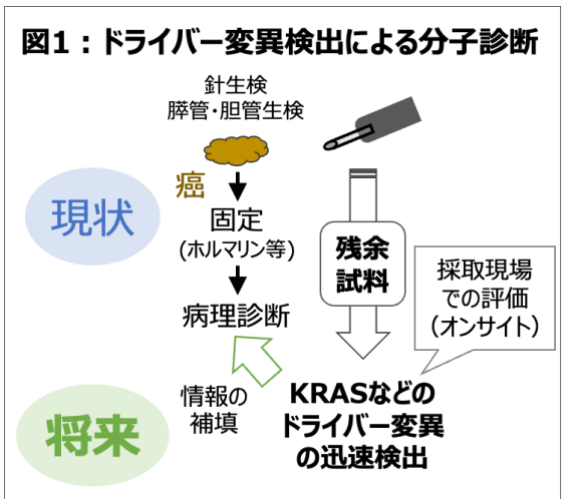 図1：ドライバー変異検出による分子診断
針生検
膵管・胆管生検
癌
現状
固定
(ホルマリン等)
病理診断
残余
試料
採取現場
での評価
（オンサイト）
将来
情報の
補填
KRASなどの
ドライバー変異
の迅速検出